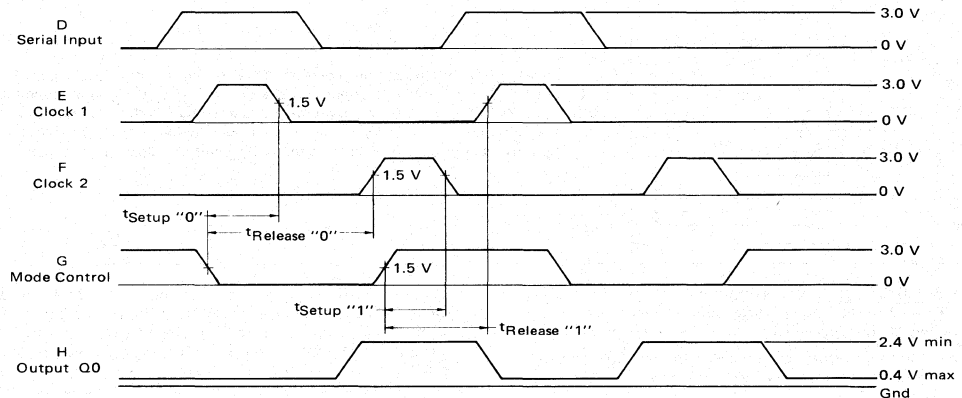 D
Serial Input
3.0 V
0 V
E
Clock 1
1.5 V
3.0 V
0 V
F
Clock 2
1.5 V
3.0 V
0 V
tSetup "0"
tRelease "0"
G
Mode Control
1.5 V
3.0 V
0 V
tSetup "1"
tRelease "1"
H
Output Q0
2.4 V min
0.4 V max
Gnd